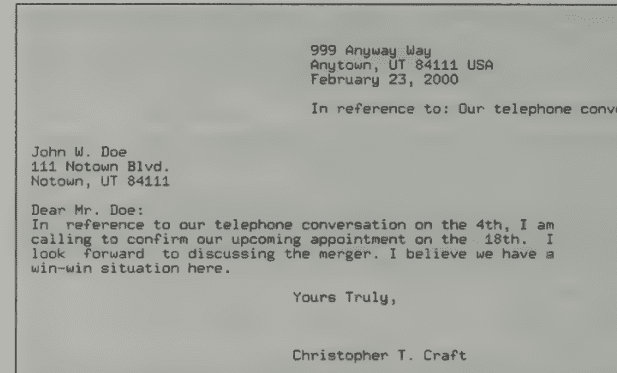 999 Anyway Way
Anytown, UT 84111 USA
February 23, 2000
In reference to: Our telephone
John W. Doe
111 Notown Blvd.
Notown, UT 84111
Dear Mr. Doe:
In reference to our telephone conversation on the 4th, I am
calling to confirm our upcoming appointment on the 18th. I
look forward to discussing the merger. I believe we have a
win-win situation here.
Yours Truly,
Christopher T. Craft